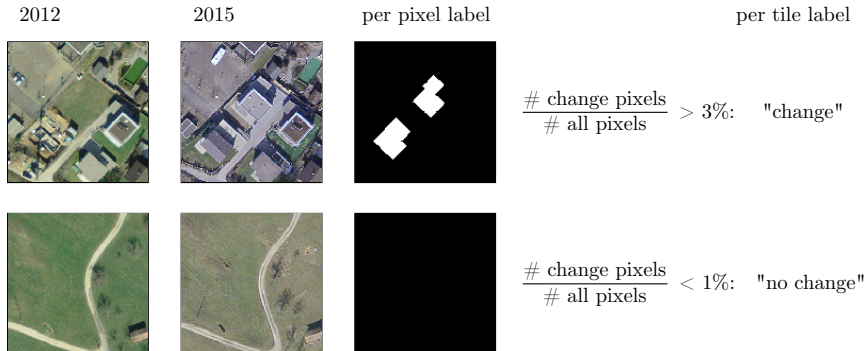 2012 2015 per pixel label per tile label
# change pixels
# all pixels
> 3%: "change"
# change pixels
# all pixels
< 1%: "no change"